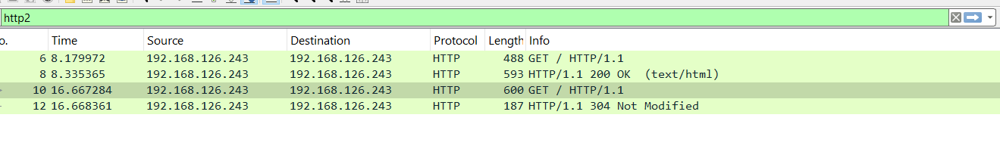 http2
o. Time Source Destination Protocol Length Info
6 8.179972 192.168.126.243 192.168.126.243 HTTP 488 GET / HTTP/1.1
8 8.335365 192.168.126.243 192.168.126.243 HTTP 593 HTTP/1.1 200 OK  (text/html)
10 16.667284 192.168.126.243 192.168.126.243 HTTP 600 GET / HTTP/1.1
12 16.668361 192.168.126.243 192.168.126.243 HTTP 187 HTTP/1.1 304 Not Modified